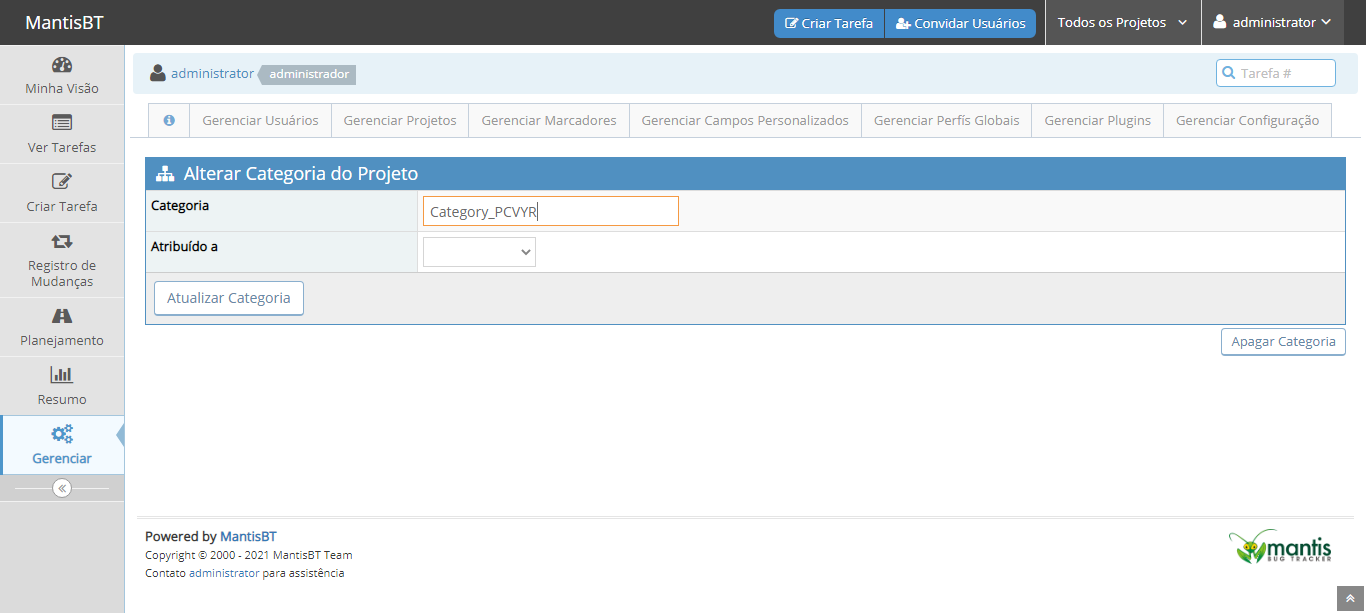 MantisBT
Criar Tarefa
Convidar Usuários
Todos os Projetos
administrator
Minha Visão
Ver Tarefas
Criar Tarefa
Registro de
Mudanças
Planejamento
Resumo
Gerenciar
administrator administrador
Tarefa #
Gerenciar Usuários
Gerenciar Projetos
Gerenciar Marcadores
Gerenciar Campos Personalizados
Gerenciar Perfís Globais
Gerenciar Plugins
Gerenciar Configuração
Alterar Categoria do Projeto
Categoria
Category_PCVYR
Atribuído a
Atualizar Categoria
Apagar Categoria
Powered by MantisBT
Copyright © 2000 - 2021 MantisBT Team
Contato administrator para assistência
mantis
BUG TRACKER